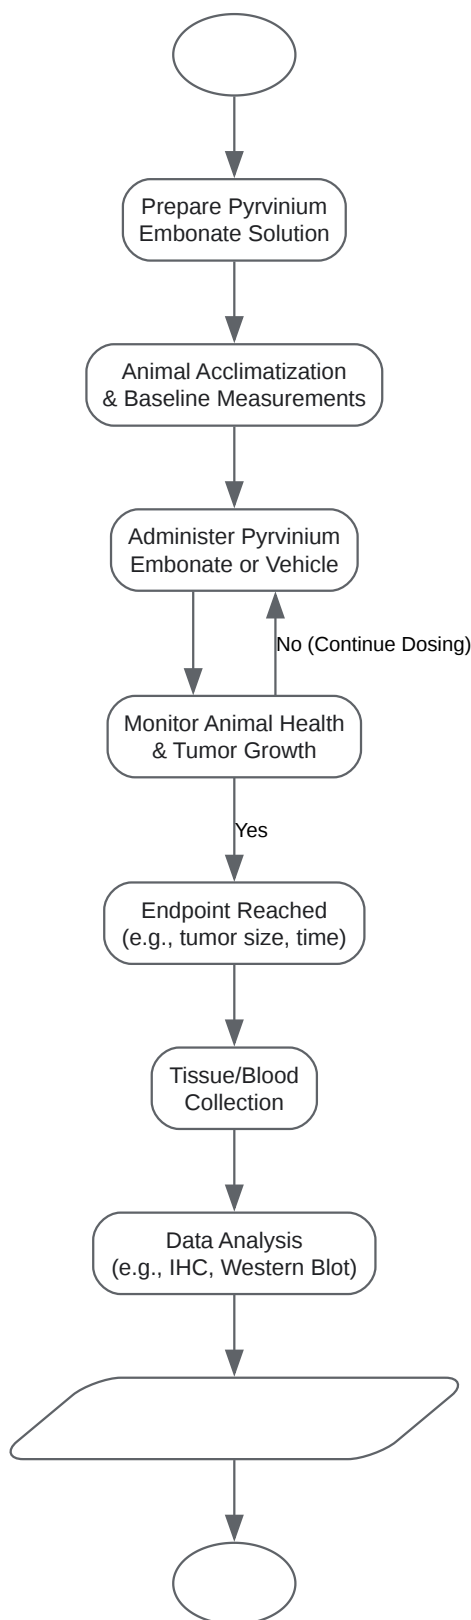 Prepare Pyrvinium
Embonate Solution
Animal Acclimatization
& Baseline Measurements
Administer Pyrvinium
Embonate or Vehicle
No (Continue Dosing)
Monitor Animal Health
& Tumor Growth
Yes
Endpoint Reached
(e.g., tumor size, time)
Tissue/Blood
Collection
Data Analysis
(e.g., IHC, Western Blot)